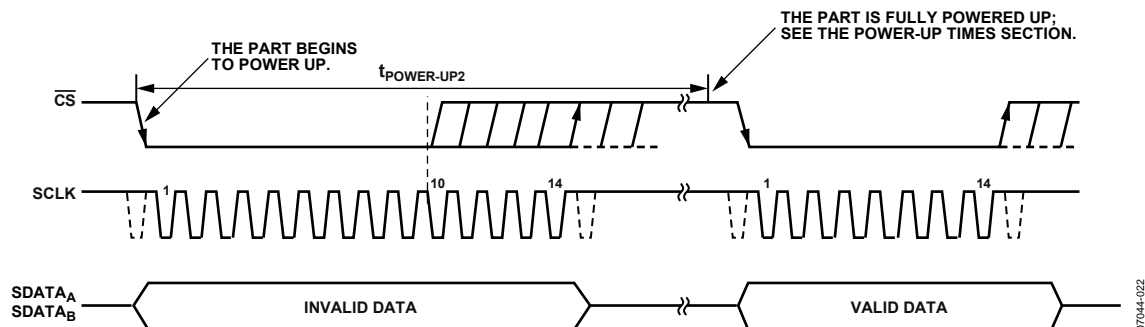 THE PART IS FULLY POWERED UP;
SEE THE POWER-UP TIMES SECTION.
THE PART BEGINS
TO POWER UP.
tPOWER-UP2
CS
SCLK
1
10
14
1
14
SDATAA
SDATAB
INVALID DATA
VALID DATA
07044-022